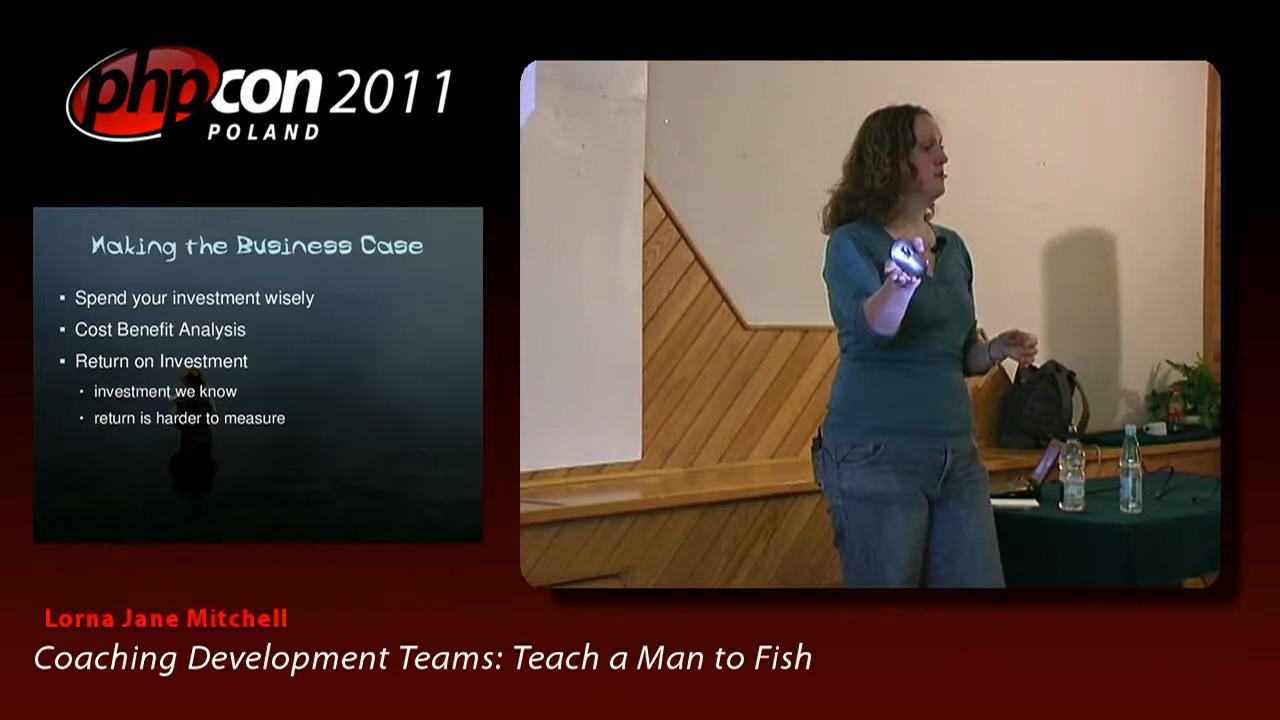 phpcon 2011
POLAND
Making the Business Case
▪ Spend your investment wisely
▪ Cost Benefit Analysis
▪ Return on Investment
• investment we know
• return is harder to measure
Lorna Jane Mitchell
Coaching Development Teams: Teach a Man to Fish